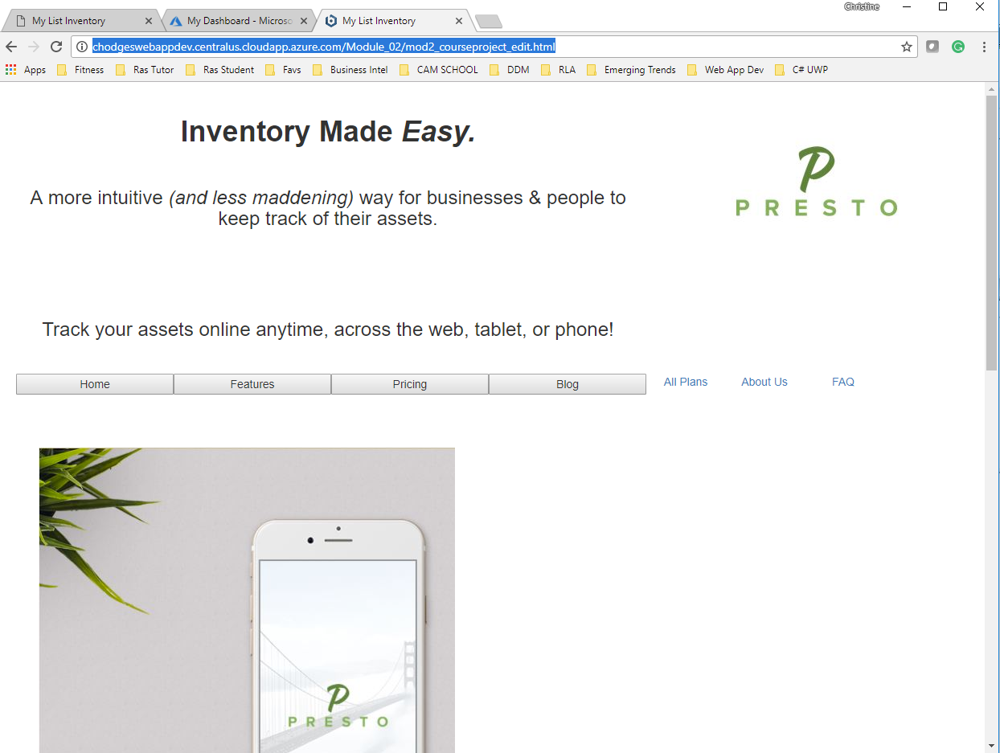 Christine
My List Inventory
My Dashboard - Microso
My List Inventory
chodgeswebappdev.centralus.cloudapp.azure.com/Module_02/mod2_courseproject_edit.html
Apps Fitness Ras Tutor Ras Student Favs Business Intel CAM SCHOOL DDM RLA Emerging Trends Web App Dev C# UWP
Inventory Made Easy.
P
PRESTO
A more intuitive (and less maddening) way for businesses & people to
keep track of their assets.
Track your assets online anytime, across the web, tablet, or phone!
Home Features Pricing Blog All Plans About Us FAQ
P
PRESTO